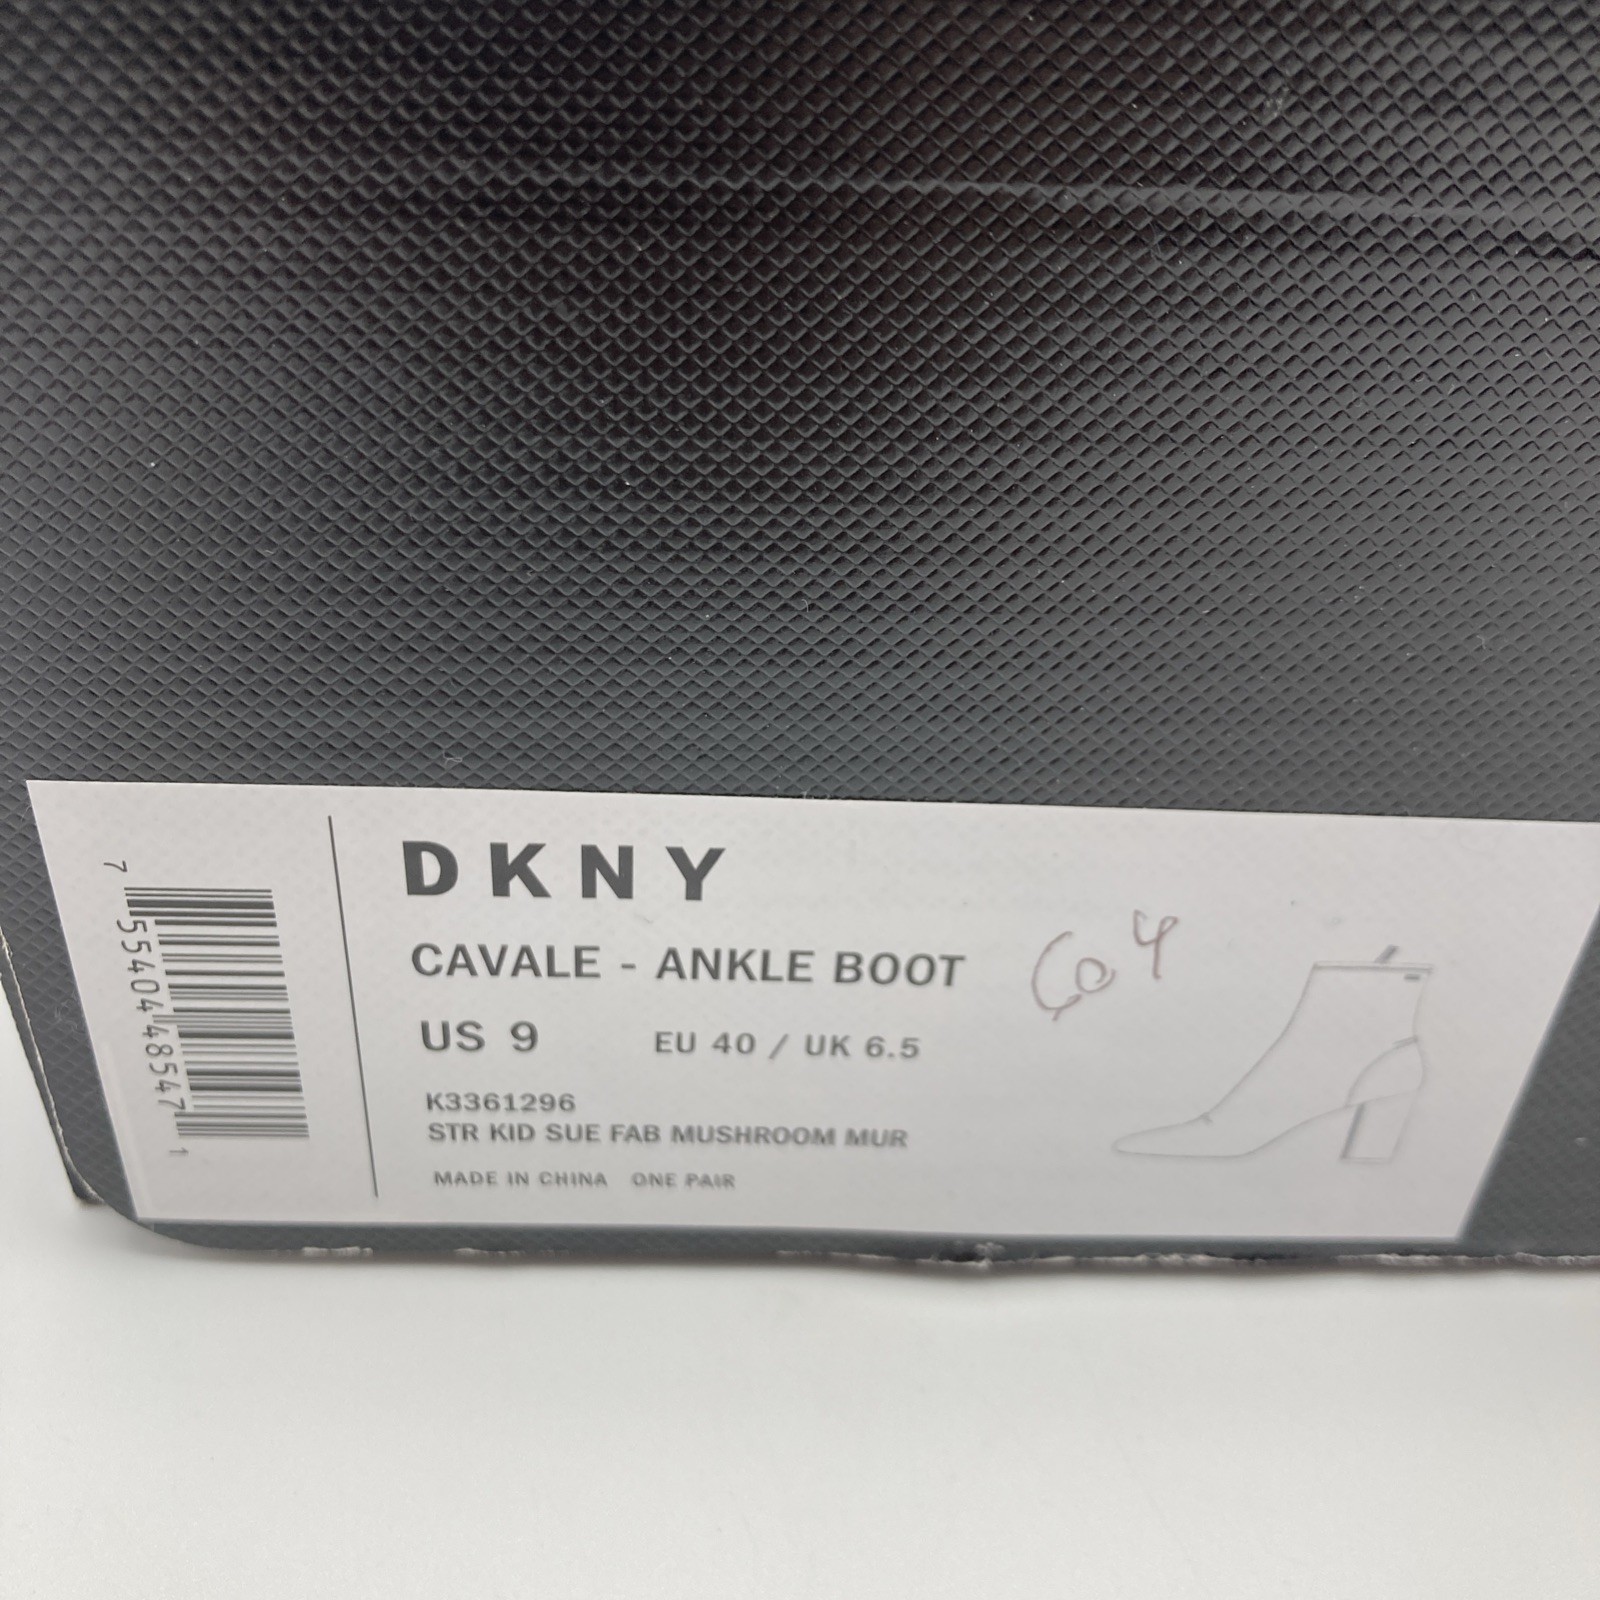 DKNY
CAVALE - ANKLE BOOT
US 9 EU 40 / UK 6.5
K3361296
STR KID SUE FAB MUSHROOM MUR
MADE IN CHINA ONE PAIR
7 55404 48547 1